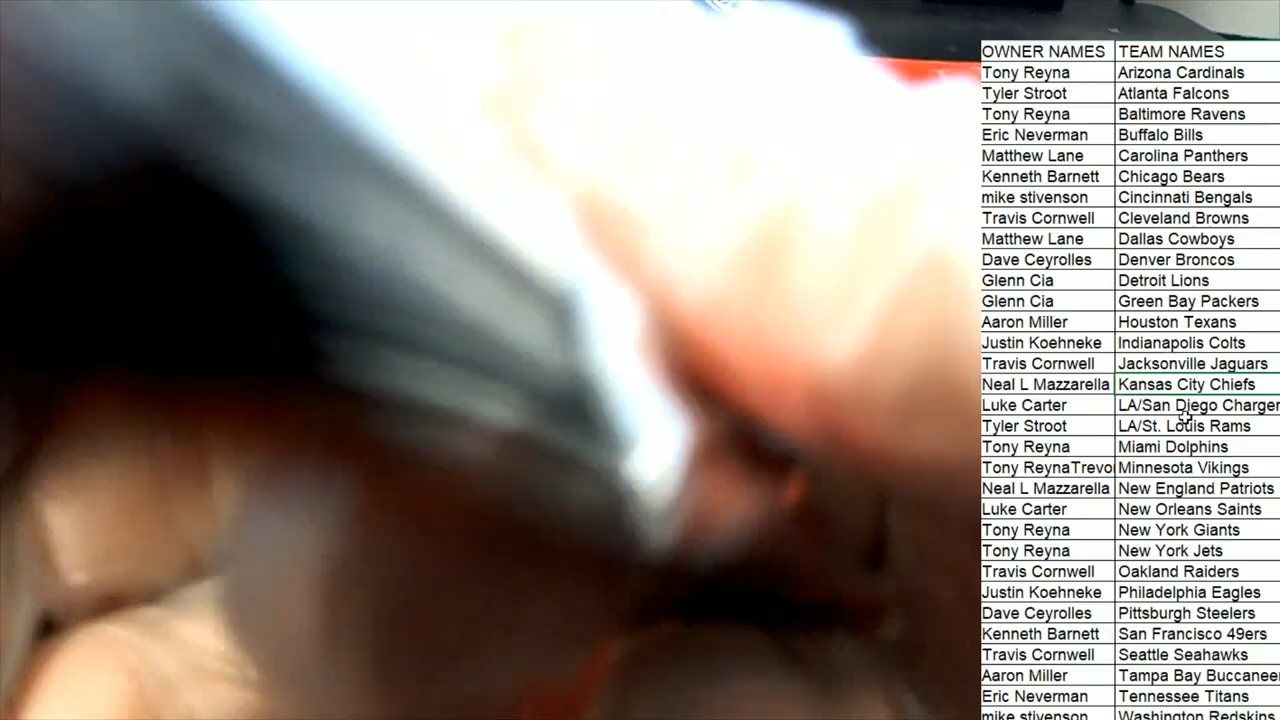 OWNER NAMES TEAM NAMES
Tony Reyna Arizona Cardinals
Tyler Stroot Atlanta Falcons
Tony Reyna Baltimore Ravens
Eric Neverman Buffalo Bills
Matthew Lane Carolina Panthers
Kenneth Barnett Chicago Bears
mike stivenson Cincinnati Bengals
Travis Cornwell Cleveland Browns
Matthew Lane Dallas Cowboys
Dave Ceyrolles Denver Broncos
Glenn Cia Detroit Lions
Glenn Cia Green Bay Packers
Aaron Miller Houston Texans
Justin Koehneke Indianapolis Colts
Travis Cornwell Jacksonville Jaguars
Neal L Mazzarella Kansas City Chiefs
Luke Carter LA/San Diego Charger
Tyler Stroot LA/St. Louis Rams
Tony Reyna Miami Dolphins
Tony ReynaTrevo Minnesota Vikings
Neal L Mazzarella New England Patriots
Luke Carter New Orleans Saints
Tony Reyna New York Giants
Tony Reyna New York Jets
Travis Cornwell Oakland Raiders
Justin Koehneke Philadelphia Eagles
Dave Ceyrolles Pittsburgh Steelers
Kenneth Barnett San Francisco 49ers
Travis Cornwell Seattle Seahawks
Aaron Miller Tampa Bay Buccanee
Eric Neverman Tennessee Titans
mike stivenson Washington Redskins